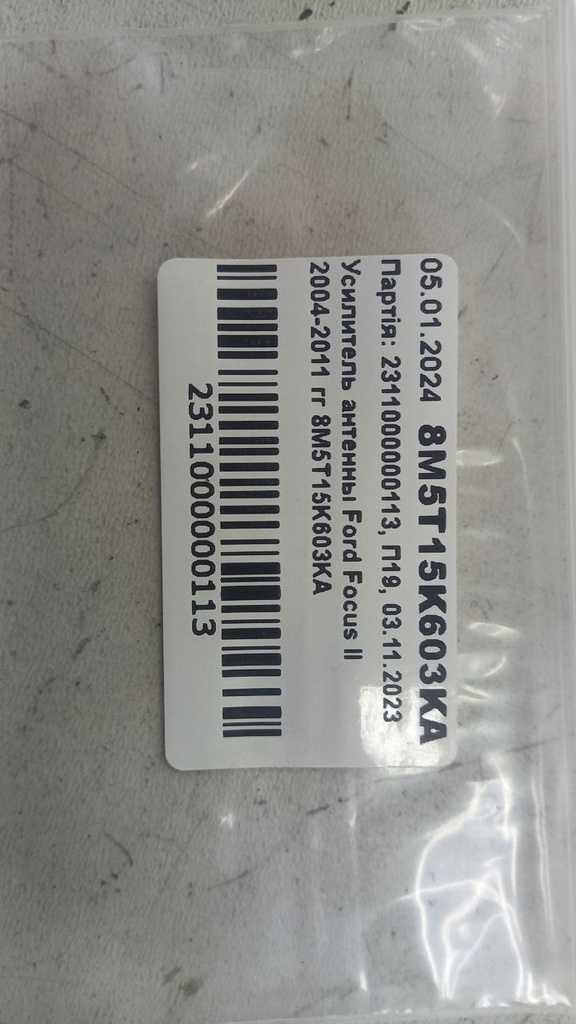 05.01.2024 8M5T15K603KA
Партія: 2311000000113, П19, 03.11.2023
Усилитель антенны Ford Focus II
2004-2011 гг 8M5T15K603KA
2311000000113